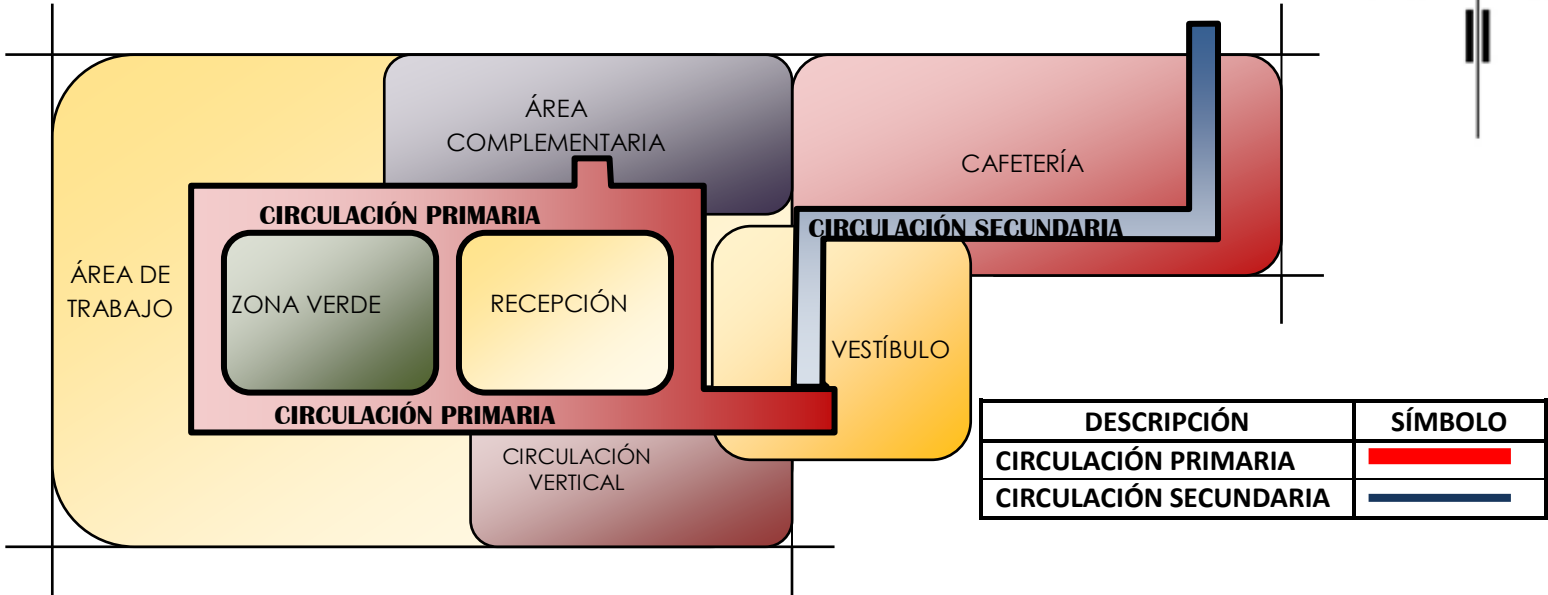 ÁREA
COMPLEMENTARIA
CAFETERÍA
CIRCULACIÓN PRIMARIA
CIRCULACIÓN SECUNDARIA
ÁREA DE
TRABAJO
ZONA VERDE
RECEPCIÓN
VESTÍBULO
CIRCULACIÓN PRIMARIA
CIRCULACIÓN
VERTICAL
DESCRIPCIÓN SÍMBOLO
CIRCULACIÓN PRIMARIA
CIRCULACIÓN SECUNDARIA